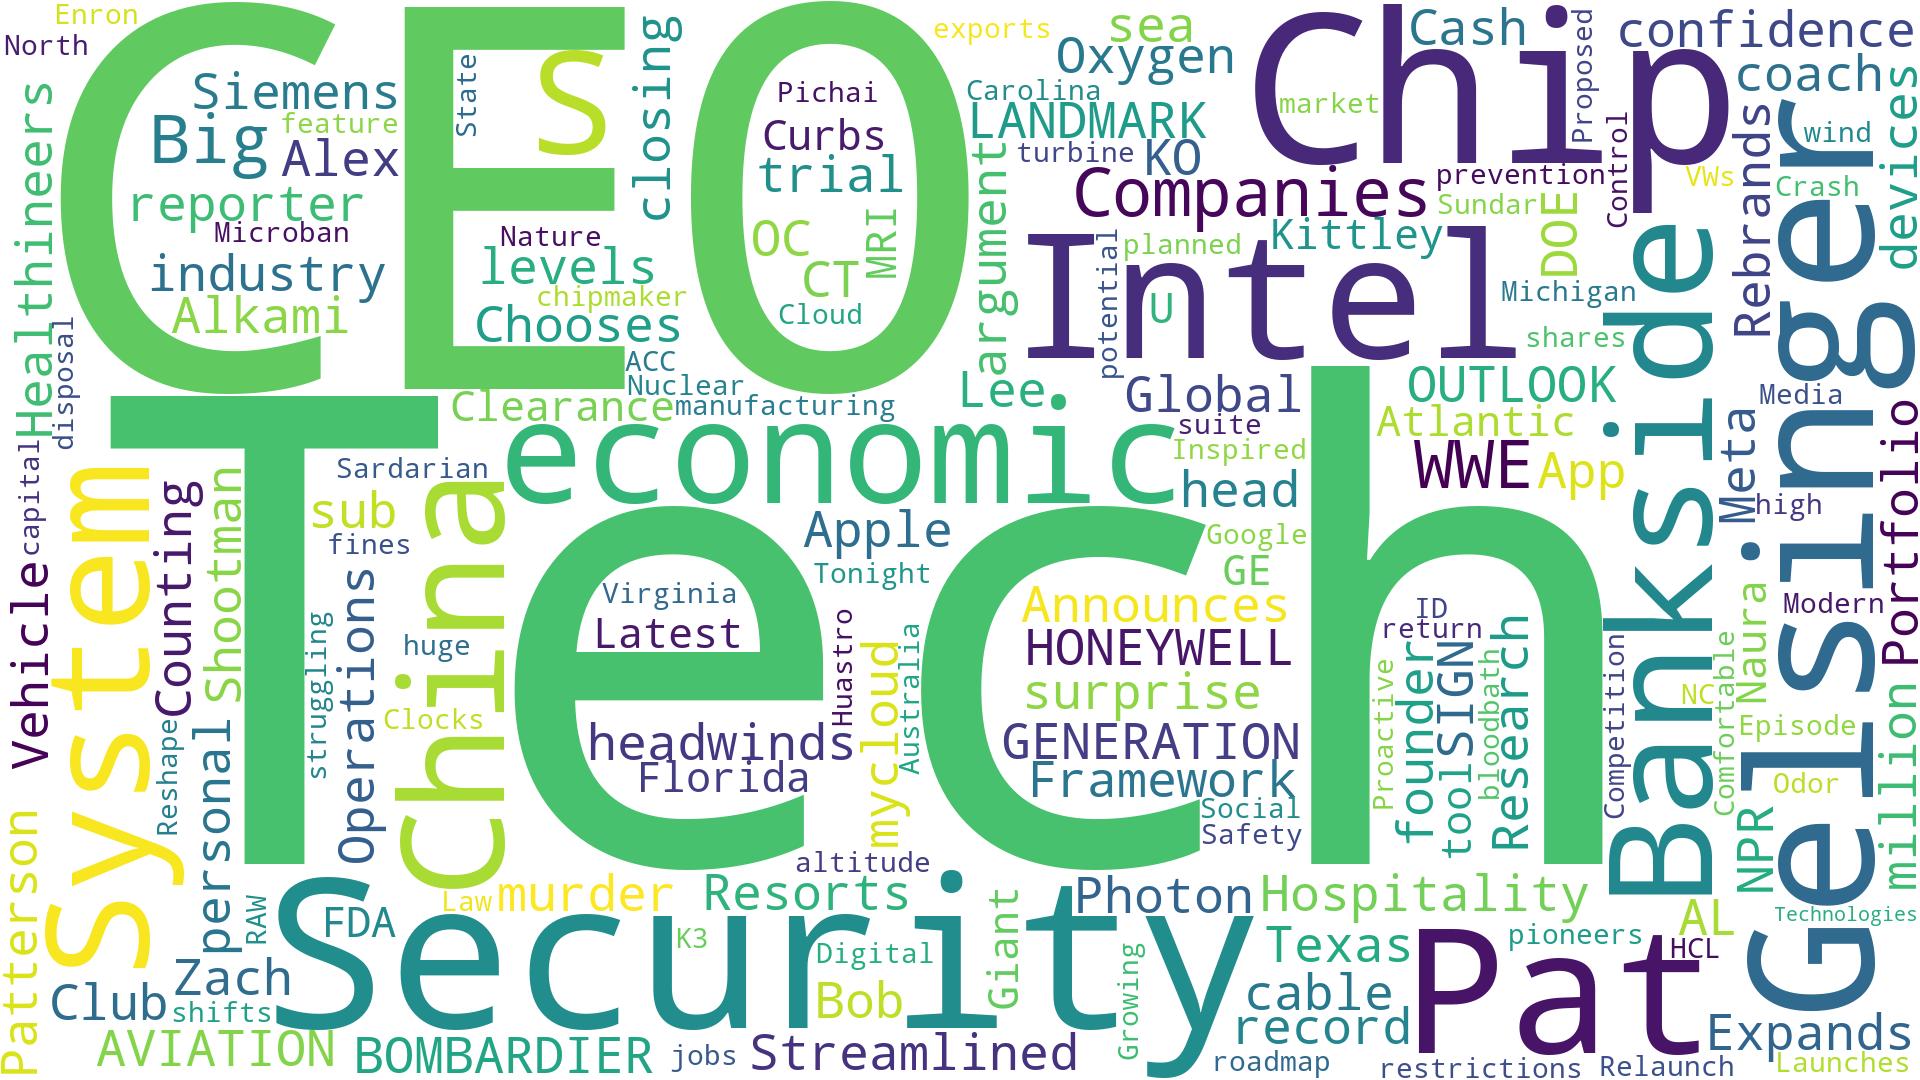 Enron
North
CEO
Siemens
feature
Big
Alex
reporter
Microban
industry
Alkami
Healthineers
disposal
State
S
closing
Nature
levels
chipmaker
Chooses
ACC
Nuclear
Pichai
Curbs
trial
OC
CT
MRI
Cloud
exports
sea
Oxygen
Carolina
LANDMARK
turbine
KO
largument
Companies
Chip
Cash
market
Proposed
confidence
coach
wind
devices
Control
prevention
Sundar
VWs
Crash
Rebrands
DOE
Kittley
planned
potential
U
Intel
Michigan
shares
Clearance
manufacturing
Lee
Global
suite
Inspired
OUTLOOK
Atlantic
Media
Bankside
Gelsinger
Portfolio
Meta
high
WWE
App
head
economic
Tech
System
capital
Vehicle
Counting
Shootman
Sardarian
sub
fines
China
Operations
struggling
huge
Clocks
Reshape
personal
Apple
Tonight
Google
GE
Virginia
Latest
Huastro
mycloud
Australia
headwinds
Florida
Announces
HONEYWELL
surprise
GENERATION
Framework
Social
Safety
ID
return
Proactive
founder
toolSIGN
bloodbath
Research
Competition
Comfortable
NC
Naura
Modern
Episode
Odor
NPR
million
Patterson
altitude
Law
murder
Resorts
Photon
Hospitality
AL
Technologies
RAW
FDA
Security
K3
Digital
Giant
Bob
Growing
Texas
pioneers
HCL
Pat
cable
record
Zach
Club
shifts
AVIATION
BOMBARDIER
jobs
Streamlined
roadmap
restrictions
Relaunch
Expands
Launches